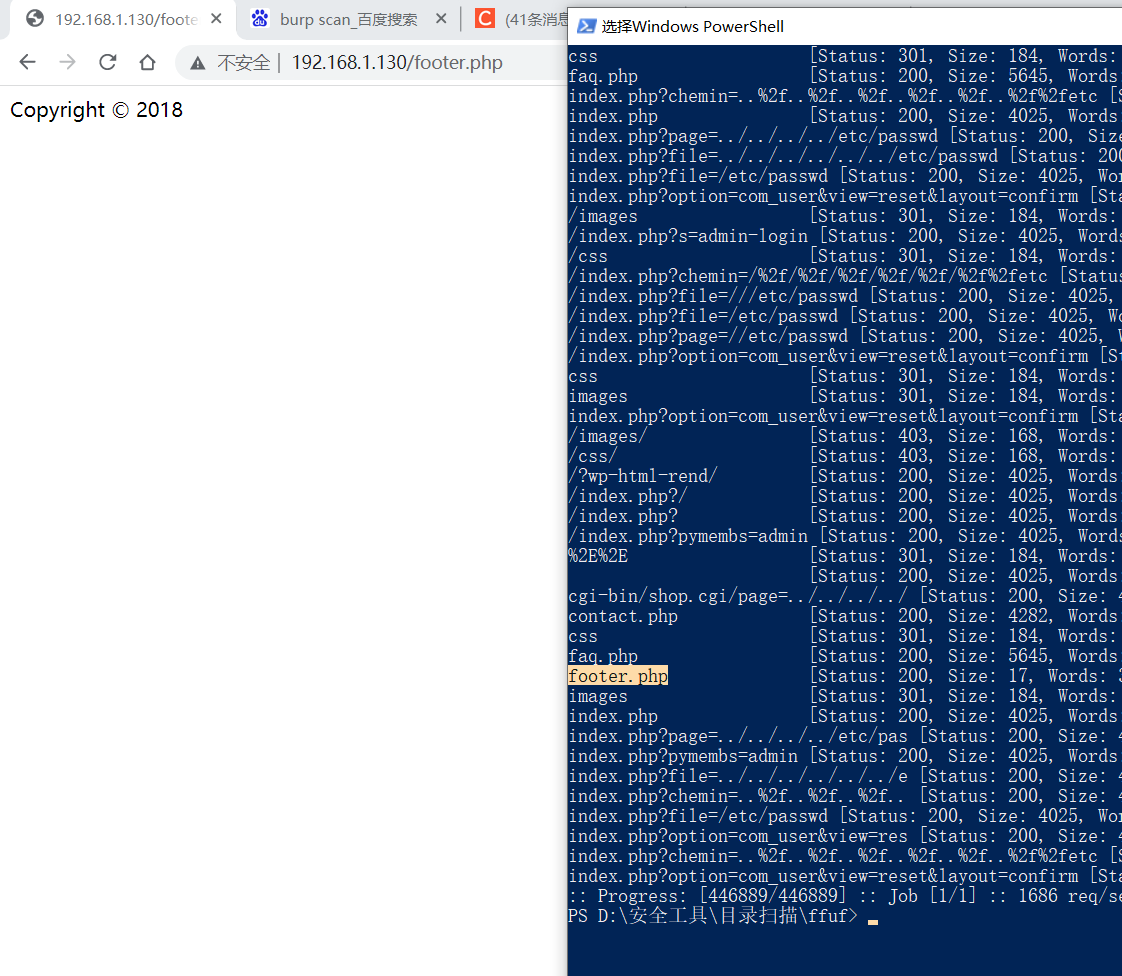 192.168.1.130/foote
burp scan_百度搜索
(41条消息
不安全 | 192.168.1.130/footer.php
Copyright © 2018
选择Windows PowerShell
css [Status: 301, Size: 184, Words:
faq.php [Status: 200, Size: 5645, Words
index.php?chemin=..%2f..%2f..%2f..%2f..%2f..%2f%2fetc [S
index.php [Status: 200, Size: 4025, Words
index.php?page=../../../../etc/passwd [Status: 200, Size
index.php?file=../../../../../../etc/passwd [Status: 200
index.php?file=/etc/passwd [Status: 200, Size: 4025, Wor
index.php?option=com_user&view=reset&layout=confirm [Sta
/images [Status: 301, Size: 184, Words:
/index.php?s=admin-login [Status: 200, Size: 4025, Words
/css [Status: 301, Size: 184, Words:
/index.php?chemin=/%2f/%2f/%2f/%2f/%2f/%2f%2fetc [Status
/index.php?file=///etc/passwd [Status: 200, Size: 4025,
/index.php?file=/etc/passwd [Status: 200, Size: 4025, Wo
/index.php?page=//etc/passwd [Status: 200, Size: 4025, W
/index.php?option=com_user&view=reset&layout=confirm [St
css [Status: 301, Size: 184, Words:
images [Status: 301, Size: 184, Words:
index.php?option=com_user&view=reset&layout=confirm [Sta
/images/ [Status: 403, Size: 168, Words:
/css/ [Status: 403, Size: 168, Words:
/?wp-html-rend/ [Status: 200, Size: 4025, Words
/index.php?/ [Status: 200, Size: 4025, Words
/index.php? [Status: 200, Size: 4025, Words
/index.php?pymembs=admin [Status: 200, Size: 4025, Words
%2E%2E [Status: 301, Size: 184, Words:
[Status: 200, Size: 4025, Words
cgi-bin/shop.cgi/page=../../../../ [Status: 200, Size: 4
contact.php [Status: 200, Size: 4282, Words
css [Status: 301, Size: 184, Words:
faq.php [Status: 200, Size: 5645, Words
footer.php [Status: 200, Size: 17, Words: 3
images [Status: 301, Size: 184, Words:
index.php [Status: 200, Size: 4025, Words
index.php?page=../../../../etc/pas [Status: 200, Size: 4
index.php?pymembs=admin [Status: 200, Size: 4025, Words
index.php?file=../../../../../../e [Status: 200, Size: 4
index.php?chemin=..%2f..%2f..%2f.. [Status: 200, Size: 4
index.php?file=/etc/passwd [Status: 200, Size: 4025, Wor
index.php?option=com_user&view=res [Status: 200, Size: 4
index.php?chemin=..%2f..%2f..%2f..%2f..%2f..%2f%2fetc [S
index.php?option=com_user&view=reset&layout=confirm [Sta
:: Progress: [446889/446889] :: Job [1/1] :: 1686 req/se
PS D:\安全工具\目录扫描\ffuf>